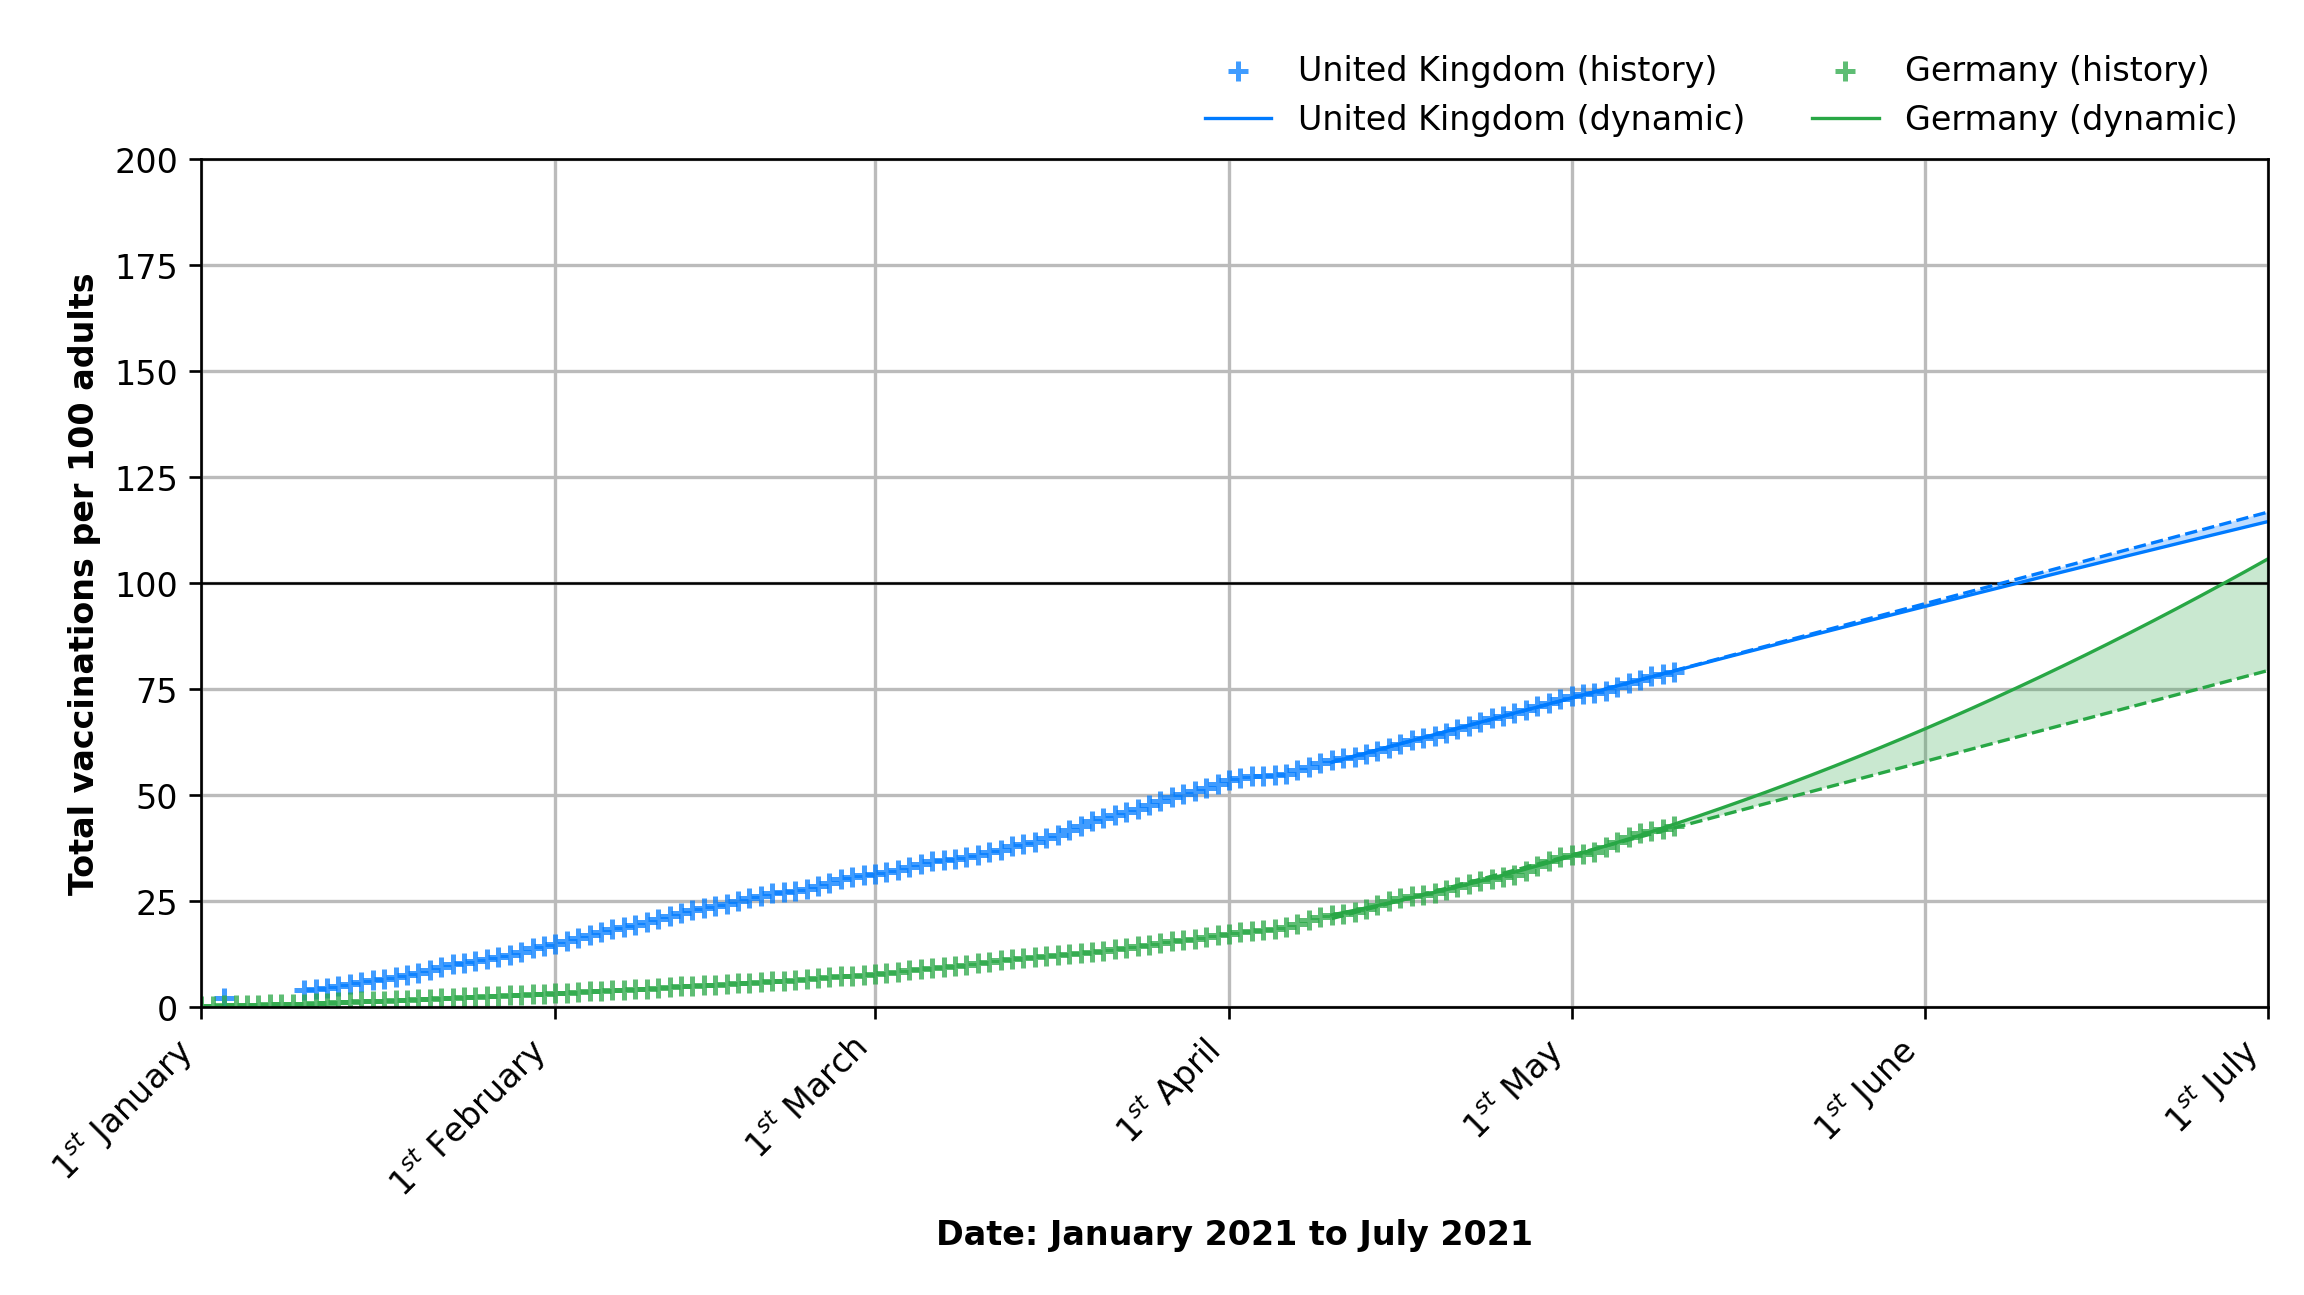 United Kingdom (history)
United Kingdom (dynamic)
Germany (history)
Germany (dynamic)
Total vaccinations per 100 adults
200
175
150
125
100
75
50
25
0
1st January
1st February
1st March
1st April
1st May
1st June
1st July
Date: January 2021 to July 2021